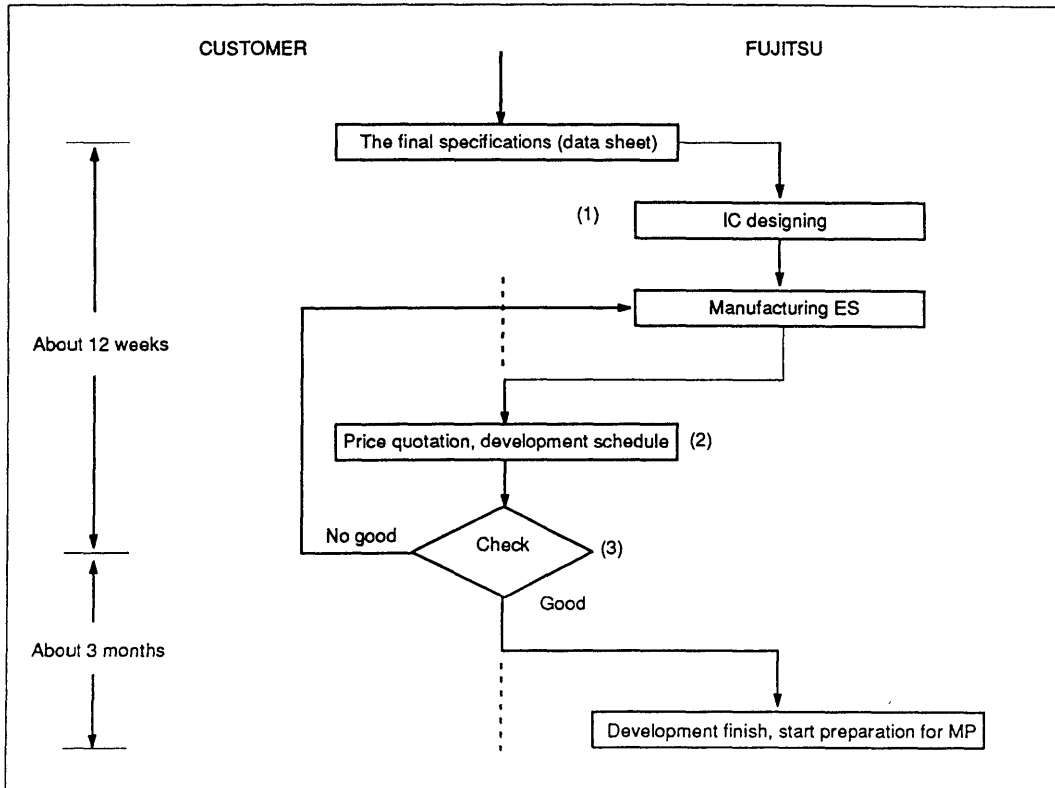 CUSTOMER
FUJITSU
The final specifications (data sheet)
(1)
IC designing
Manufacturing ES
About 12 weeks
Price quotation, development schedule
(2)
No good
Check
(3)
Good
About 3 months
Development finish, start preparation for MP